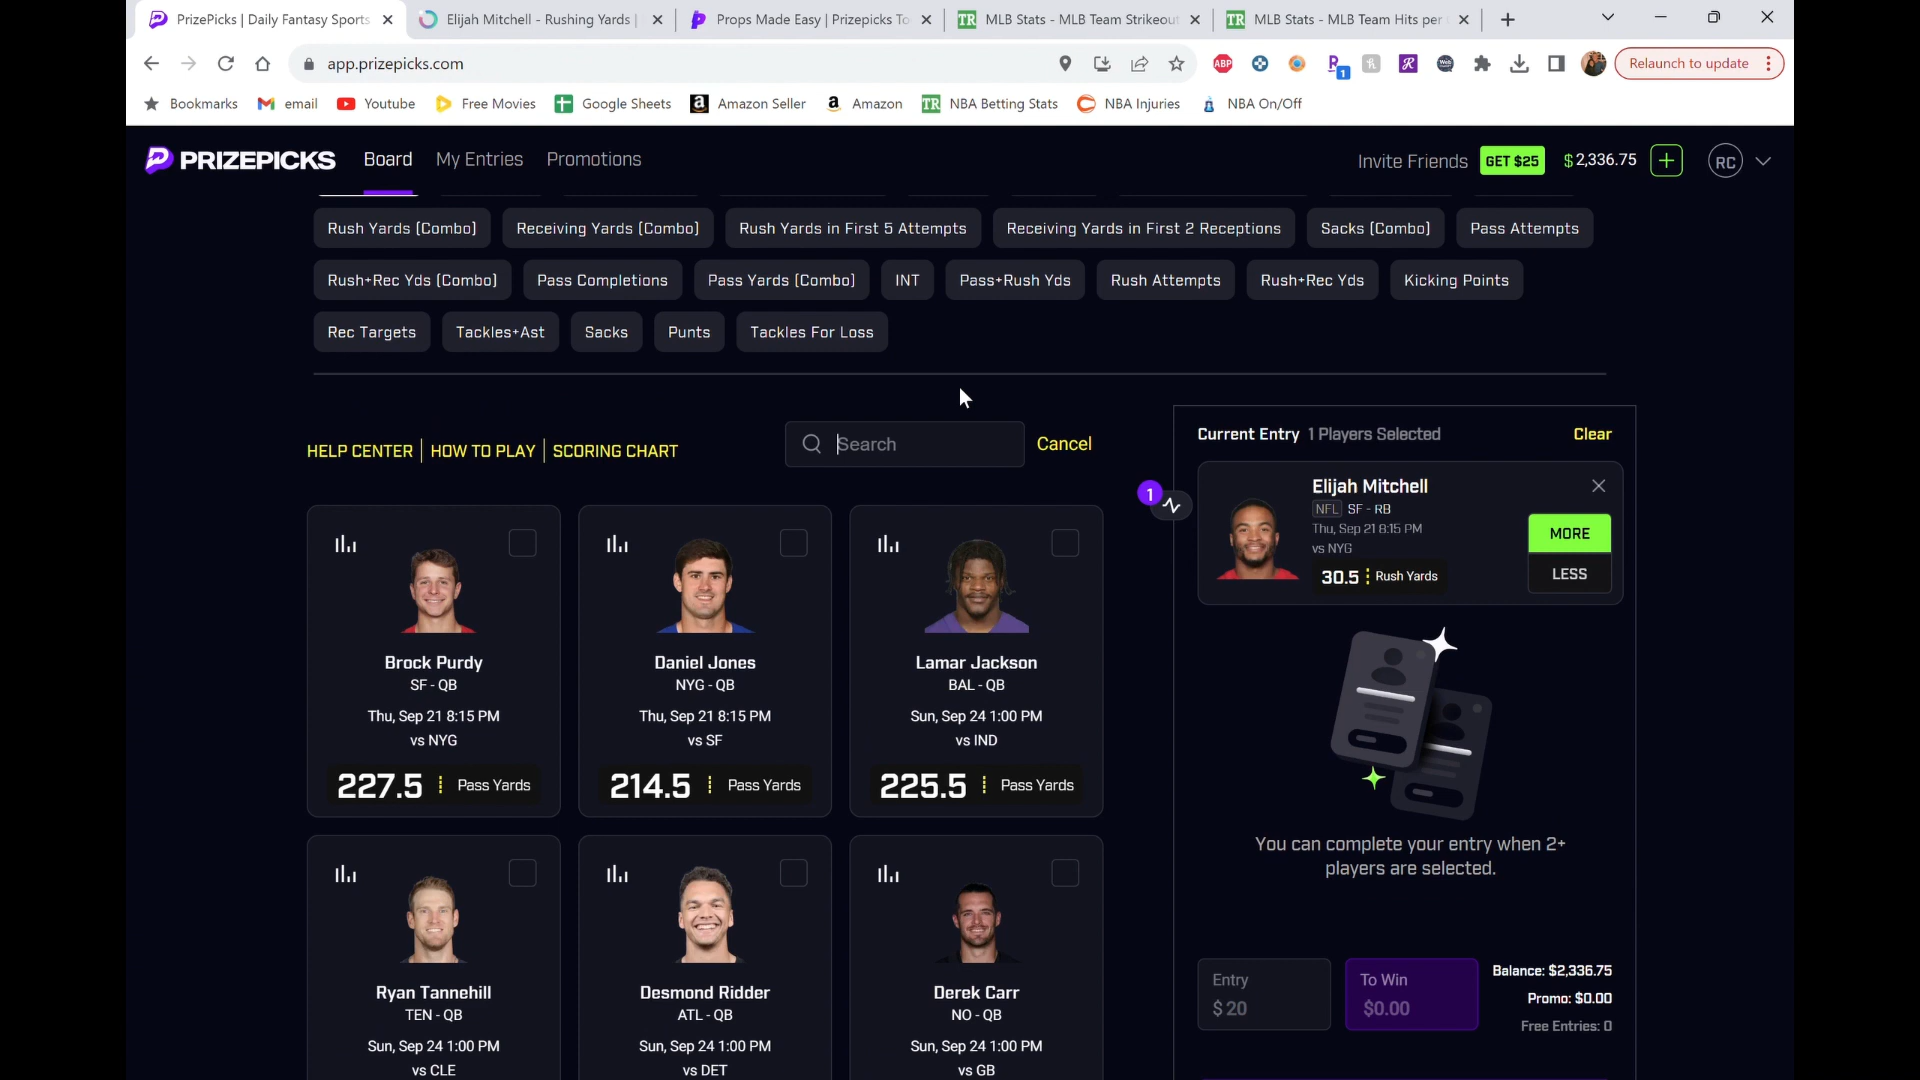 PrizePicks | Daily Fantasy Sports
Elijah Mitchell - Rushing Yards |
Props Made Easy | Prizepicks To
MLB Stats - MLB Team Strikeout
MLB Stats - MLB Team Hits per
app.prizepicks.com
ABP
1
Relaunch to update
Bookmarks
email
Youtube
Free Movies
Google Sheets
Amazon Seller
Amazon
TR NBA Betting Stats
NBA Injuries
NBA On/Off
PRIZEPICKS
Board
My Entries
Promotions
Invite Friends
GET $25
$2,336.75
RC
Rush Yards (Combo)
Receiving Yards (Combo)
Rush Yards in First 5 Attempts
Receiving Yards in First 2 Receptions
Sacks (Combo)
Pass Attempts
Rush+Rec Yds (Combo)
Pass Completions
Pass Yards (Combo)
INT
Pass+Rush Yds
Rush Attempts
Rush+Rec Yds
Kicking Points
Rec Targets
Tackles+Ast
Sacks
Punts
Tackles For Loss
HELP CENTER
HOW TO PLAY
SCORING CHART
Search
Cancel
Brock Purdy
SF - QB
Thu, Sep 21 8:15 PM
vs NYG
227.5 Pass Yards
Daniel Jones
NYG - QB
Thu, Sep 21 8:15 PM
vs SF
214.5 Pass Yards
Lamar Jackson
BAL - QB
Sun, Sep 24 1:00 PM
vs IND
225.5 Pass Yards
Ryan Tannehill
TEN - QB
Sun, Sep 24 1:00 PM
vs CLE
Desmond Ridder
ATL - QB
Sun, Sep 24 1:00 PM
vs DET
Derek Carr
NO - QB
Sun, Sep 24 1:00 PM
vs GB
Current Entry 1 Players Selected
Clear
1
Elijah Mitchell
NFL SF - RB
Thu, Sep 21 8:15 PM
vs NYG
30.5 Rush Yards
MORE
LESS
You can complete your entry when 2+
players are selected.
Entry
$ 20
To Win
$0.00
Balance: $2,336.75
Promo: $0.00
Free Entries: 0